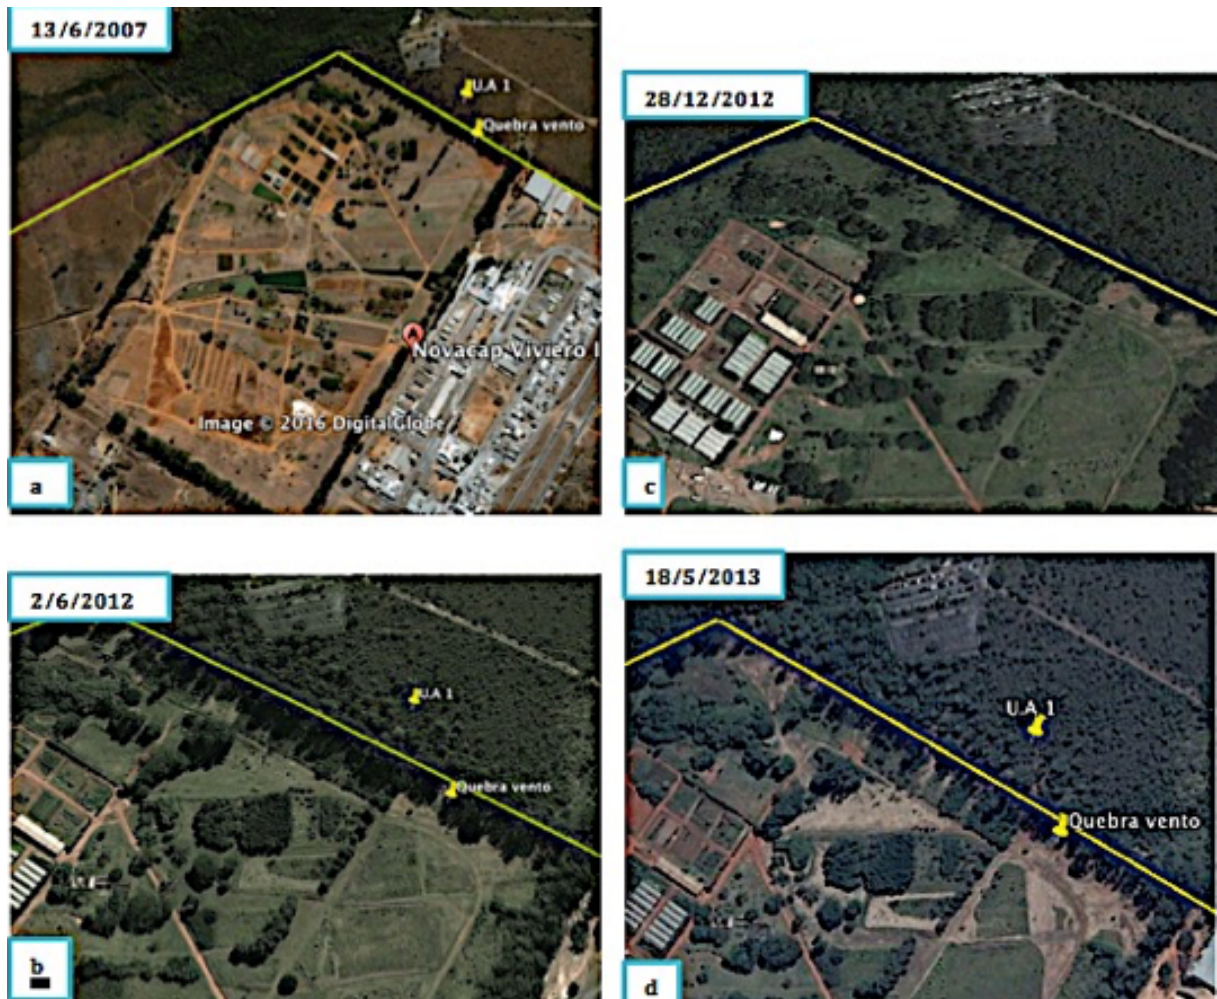 13/6/2007
U.A 1
Quebra vento
Novacap Viviero I
Image © 2016 DigitalGlobe
a
28/12/2012
c
2/6/2012
U.A 1
Quebra vento
b
18/5/2013
U.A 1
Quebra vento
d